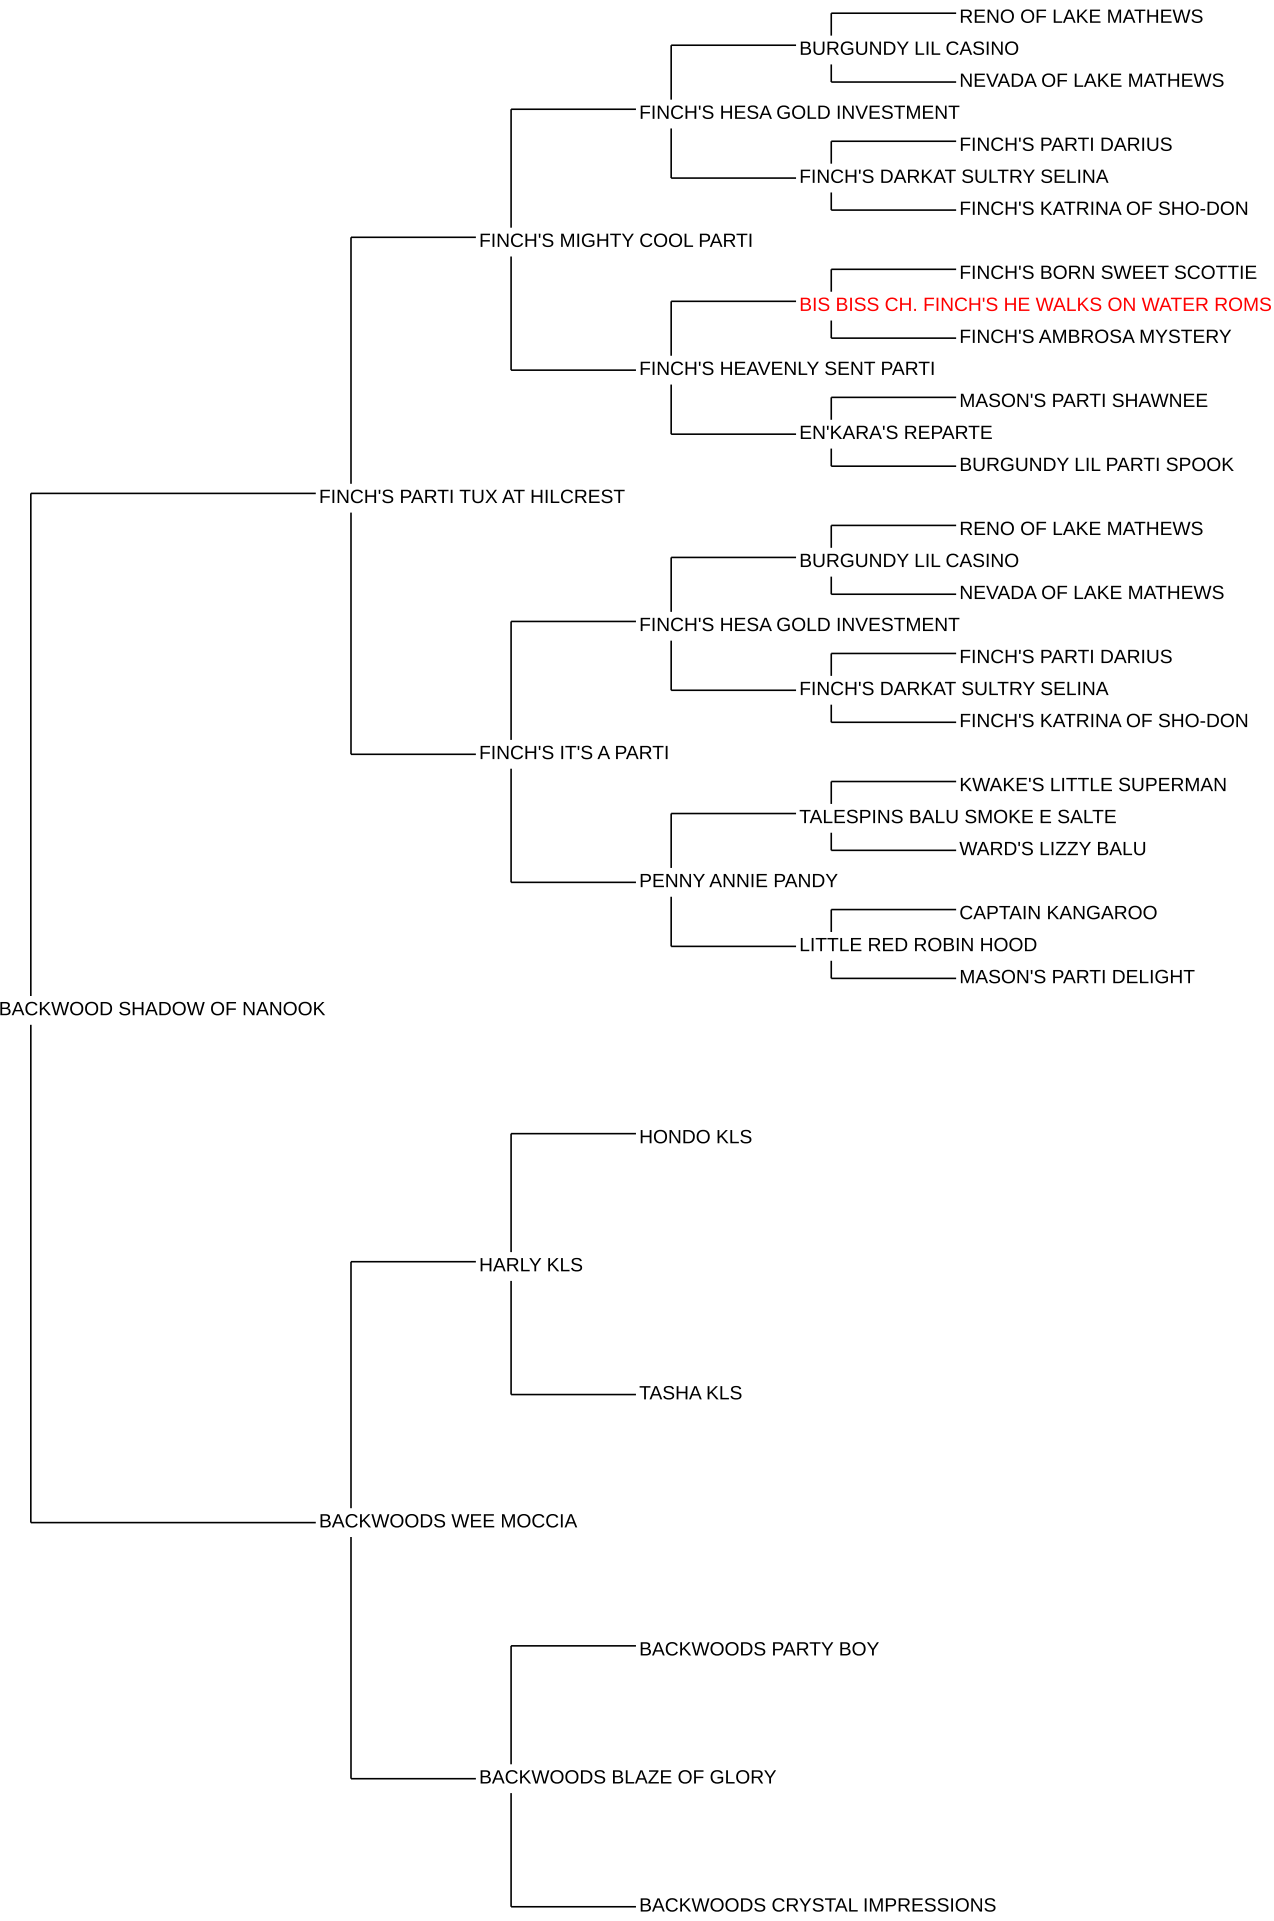 RENO OF LAKE MATHEWS
BURGUNDY LIL CASINO
NEVADA OF LAKE MATHEWS
FINCH'S HESA GOLD INVESTMENT
FINCH'S PARTI DARIUS
FINCH'S DARKAT SULTRY SELINA
FINCH'S KATRINA OF SHO-DON
FINCH'S MIGHTY COOL PARTI
FINCH'S BORN SWEET SCOTTIE
BIS BISS CH. FINCH'S HE WALKS ON WATER ROMS
FINCH'S AMBROSA MYSTERY
FINCH'S HEAVENLY SENT PARTI
MASON'S PARTI SHAWNEE
EN'KARA'S REPARTE
BURGUNDY LIL PARTI SPOOK
FINCH'S PARTI TUX AT HILCREST
RENO OF LAKE MATHEWS
BURGUNDY LIL CASINO
NEVADA OF LAKE MATHEWS
FINCH'S HESA GOLD INVESTMENT
FINCH'S PARTI DARIUS
FINCH'S DARKAT SULTRY SELINA
FINCH'S KATRINA OF SHO-DON
FINCH'S IT'S A PARTI
KWAKE'S LITTLE SUPERMAN
TALESPINS BALU SMOKE E SALTE
WARD'S LIZZY BALU
PENNY ANNIE PANDY
CAPTAIN KANGAROO
LITTLE RED ROBIN HOOD
MASON'S PARTI DELIGHT
BACKWOOD SHADOW OF NANOOK
HONDO KLS
HARLY KLS
TASHA KLS
BACKWOODS WEE MOCCIA
BACKWOODS PARTY BOY
BACKWOODS BLAZE OF GLORY
BACKWOODS CRYSTAL IMPRESSIONS